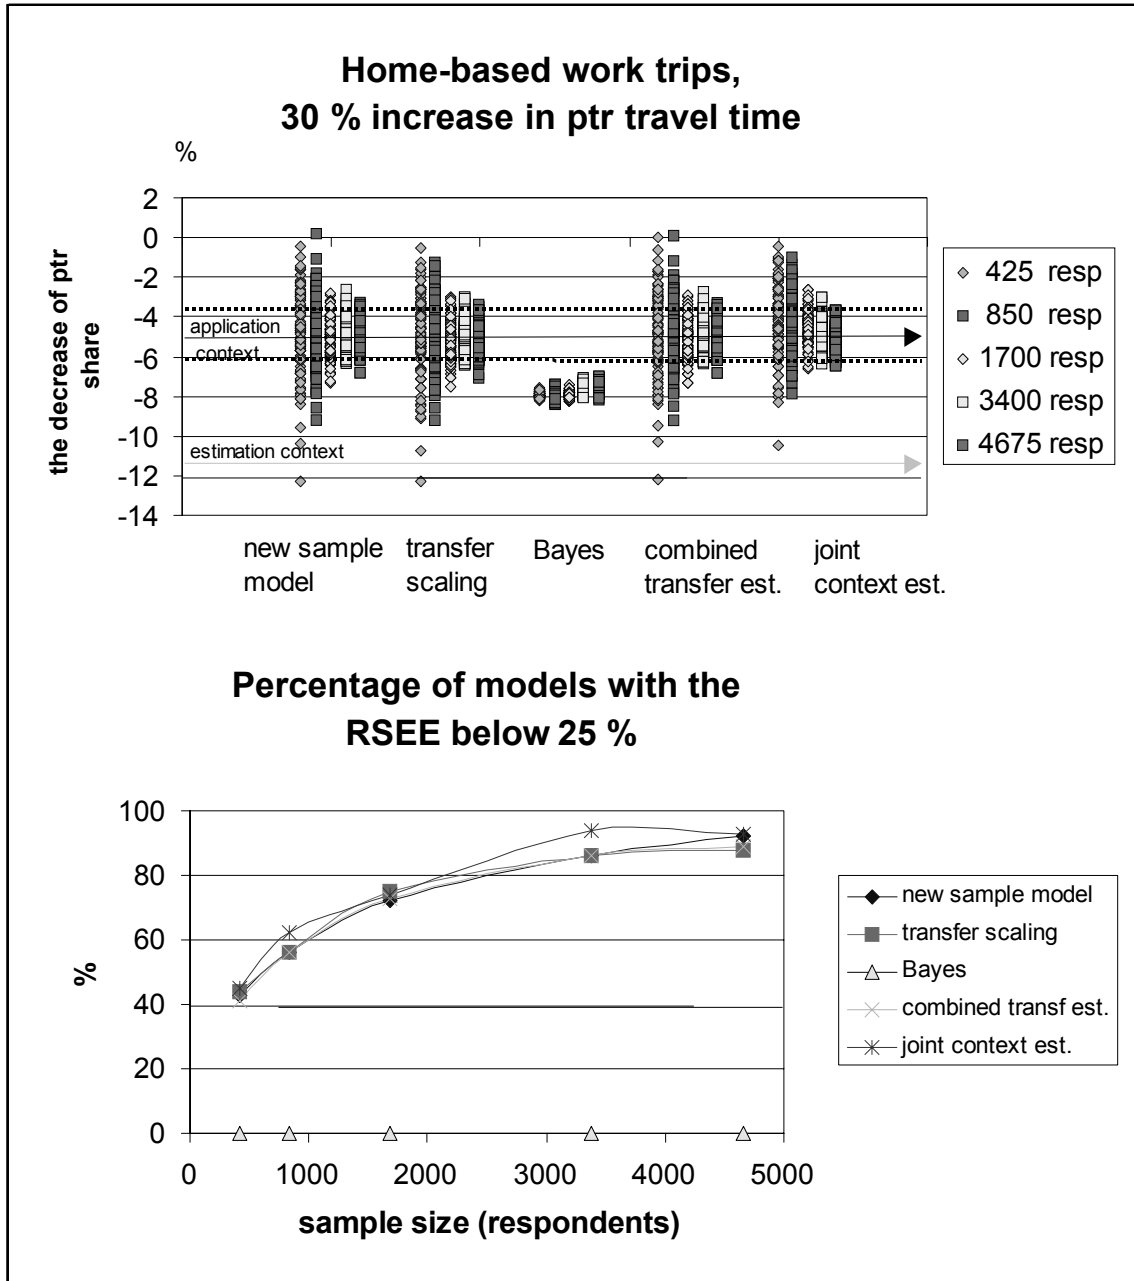 Home-based work trips,
30 % increase in ptr travel time
%
the decrease of ptr
share
2
0
-2
-4
-6
-8
-10
-12
-14
application
context
estimation context
425 resp
850 resp
1700 resp
3400 resp
4675 resp
new sample
model
transfer
scaling
Bayes
combined
transfer est.
joint
context est.
Percentage of models with the
RSEE below 25 %
%
100
80
60
40
20
0
0 1000 2000 3000 4000 5000
sample size (respondents)
new sample model
transfer scaling
Bayes
combined transf est.
joint context est.